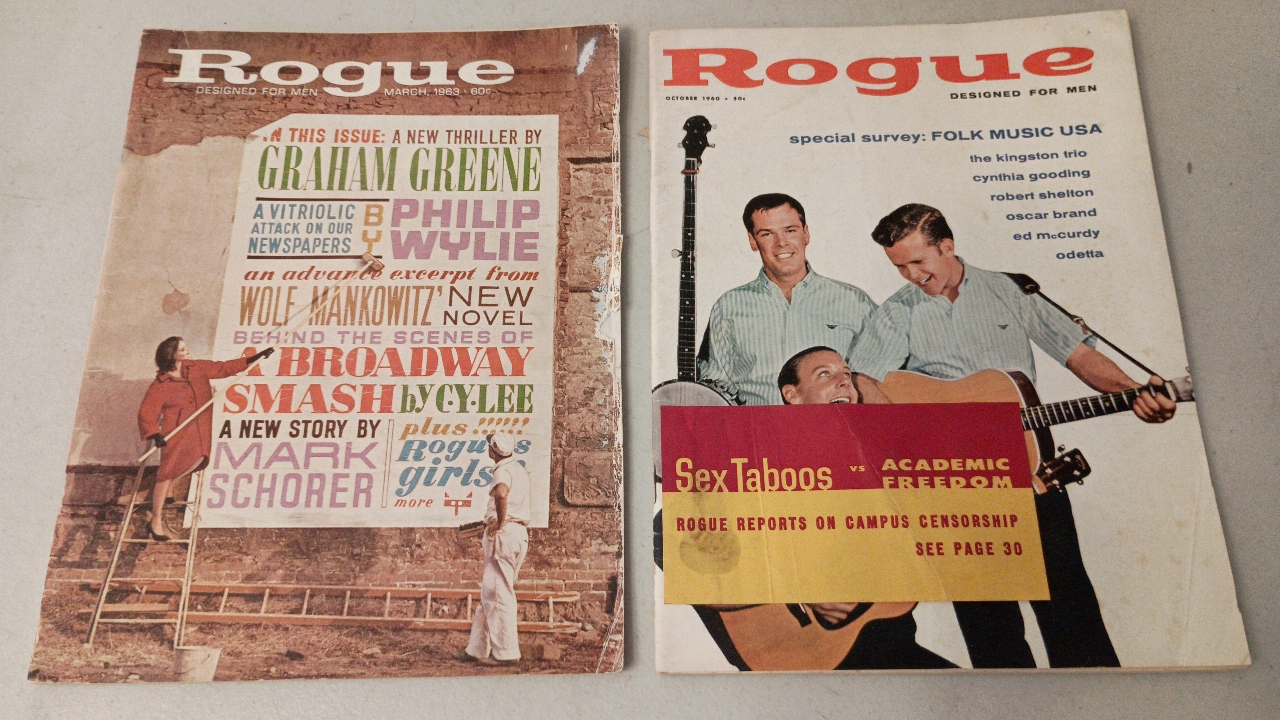 Rogue
DESIGNED FOR MEN MARCH, 1963 • 60¢
IN THIS ISSUE: A NEW THRILLER BY
GRAHAM GREENE
A VITRIOLIC
ATTACK ON OUR
NEWSPAPERS
BY
PHILIP
WYLIE
an advance excerpt from
WOLF MANKOWITZ'
NEW
NOVEL
BEHIND THE SCENES OF
A BROADWAY
SMASH by C•Y•LEE
A NEW STORY BY
MARK
SCHORER
plus !!!!!!
Rogue's
girls
more
Rogue
OCTOBER 1960 • 50c
DESIGNED FOR MEN
special survey: FOLK MUSIC USA
the kingston trio
cynthia gooding
robert shelton
oscar brand
ed mccurdy
odetta
Sex Taboos vs ACADEMIC
FREEDOM
ROGUE REPORTS ON CAMPUS CENSORSHIP
SEE PAGE 30